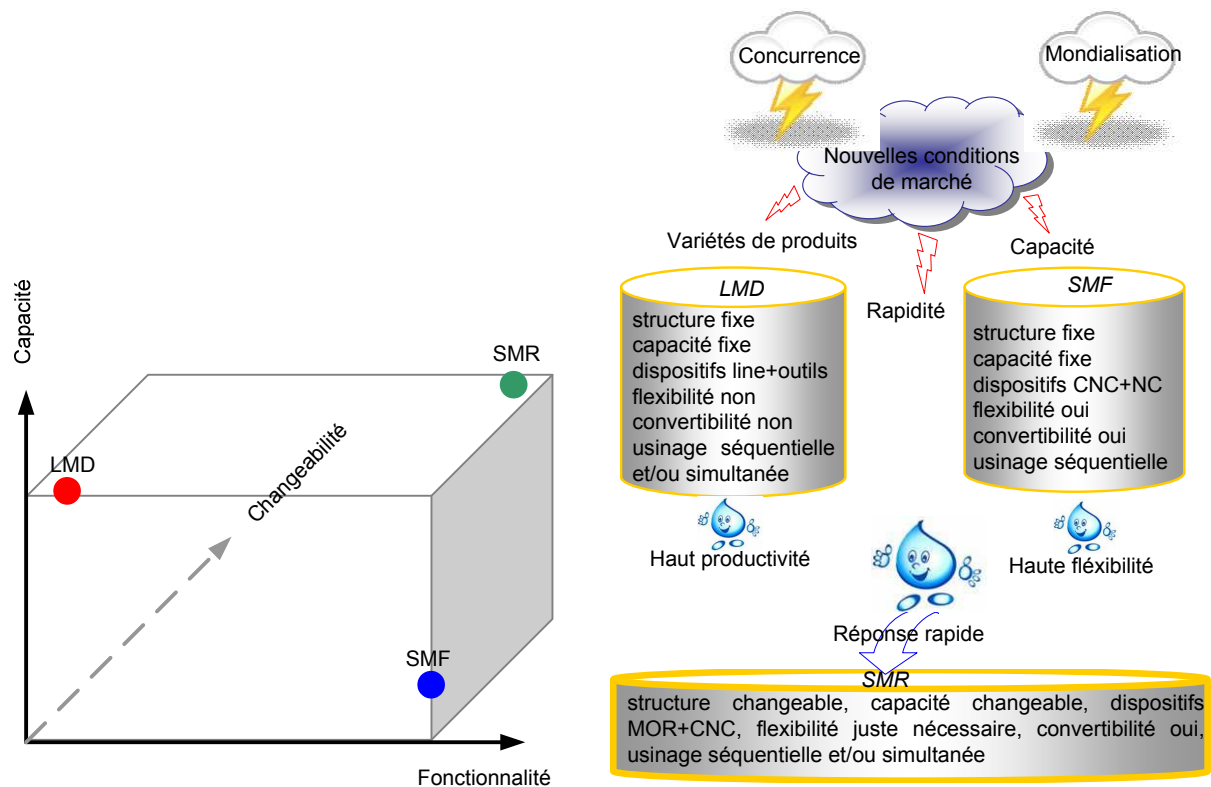 Capacité
SMR
LMD
Changeabilité
SMF
Fonctionnalité
Concurrence
Mondialisation
Nouvelles conditions
de marché
Variétés de produits
Capacité
Rapidité
LMD
structure fixe
capacité fixe
dispositifs line+outils
flexibilité non
convertibilité non
usinage séquentielle
et/ou simultanée
SMF
structure fixe
capacité fixe
dispositifs CNC+NC
flexibilité oui
convertibilité oui
usinage séquentielle
Haut productivité
Haute fléxibilité
Réponse rapide
SMR
structure changeable, capacité changeable, dispositifs
MOR+CNC, flexibilité juste nécessaire, convertibilité oui,
usinage séquentielle et/ou simultanée